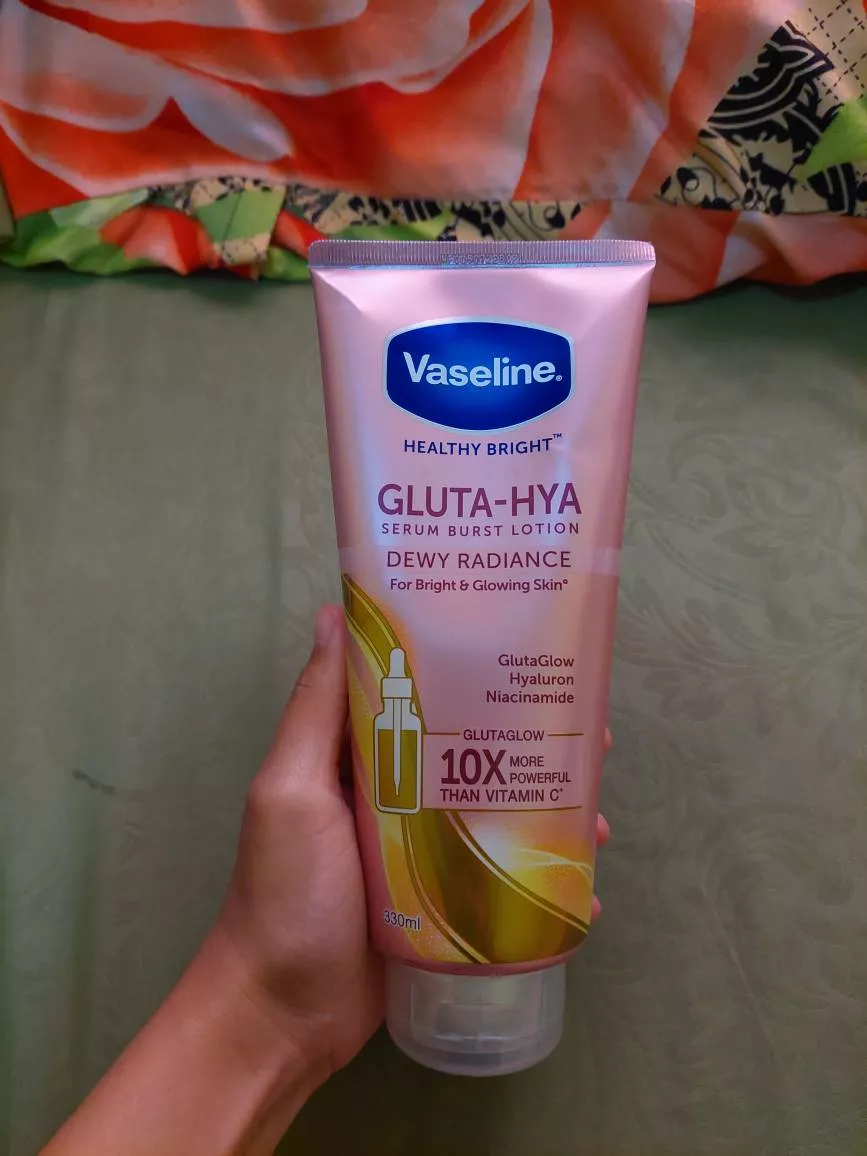 Vaseline®
HEALTHY BRIGHT™
GLUTA-HYA
SERUM BURST LOTION
DEWY RADIANCE
For Bright & Glowing Skin°
GlutaGlow
Hyaluron
Niacinamide
GLUTAGLOW
10X MORE
POWERFUL
THAN VITAMIN C*
330ml